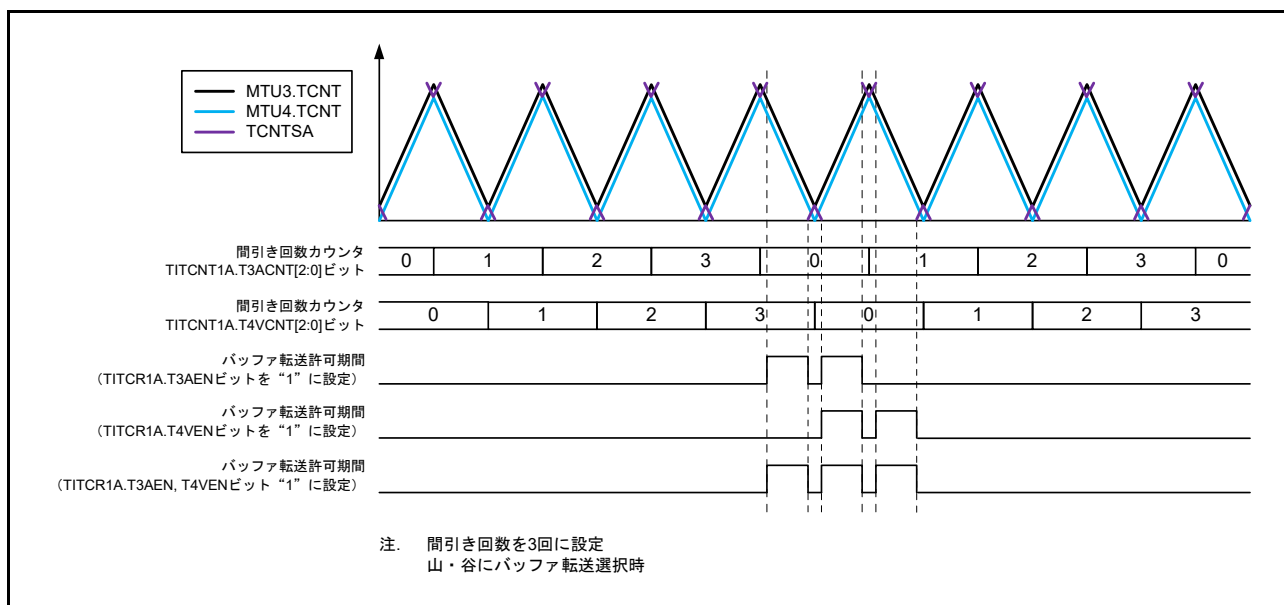 MTU3.TCNT
MTU4.TCNT
TCNTSA
間引き回数カウンタ
TITCNT1A.T3ACNT[2:0]ビット
0 1 2 3 0 1 2 3 0
間引き回数カウンタ
TITCNT1A.T4VCNT[2:0]ビット
0 1 2 3 0 1 2 3
バッファ転送許可期間
(TITCR1A.T3AENビットを“1”に設定)
バッファ転送許可期間
(TITCR1A.T4VENビットを“1”に設定)
バッファ転送許可期間
(TITCR1A.T3AEN, T4VENビット“1”に設定)
注. 間引き回数を3回に設定
山・谷にバッファ転送選択時